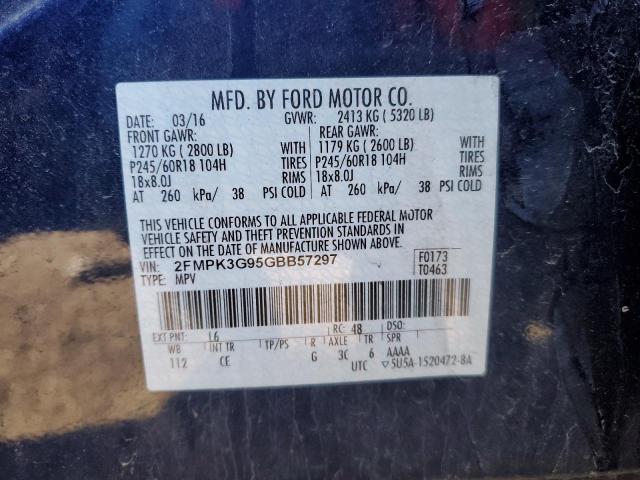 MFD. BY FORD MOTOR CO.
DATE: 03/16 GVWR: 2413 KG ( 5320 LB)
FRONT GAWR: REAR GAWR:
1270 KG ( 2800 LB) WITH 1179 KG ( 2600 LB) WITH
P245/60R18 104H TIRES P245/60R18 104H TIRES
18x8.0J RIMS 18x8.0J RIMS
AT 260 kPa/ 38 PSI COLD AT 260 kPa/ 38 PSI COLD
THIS VEHICLE CONFORMS TO ALL APPLICABLE FEDERAL MOTOR
VEHICLE SAFETY AND THEFT PREVENTION STANDARDS IN
EFFECT ON THE DATE OF MANUFACTURE SHOWN ABOVE.
VIN: 2FMPK3G95GBB57297 F0173
TYPE: MPV T0463
EXT PNT: 16 RC: 48 DSO:
WB INT TR TP/PS R AXLE TR SPR
112 CE G 3C 6 AAAA
UTC ▽SU5A-1520472-BA